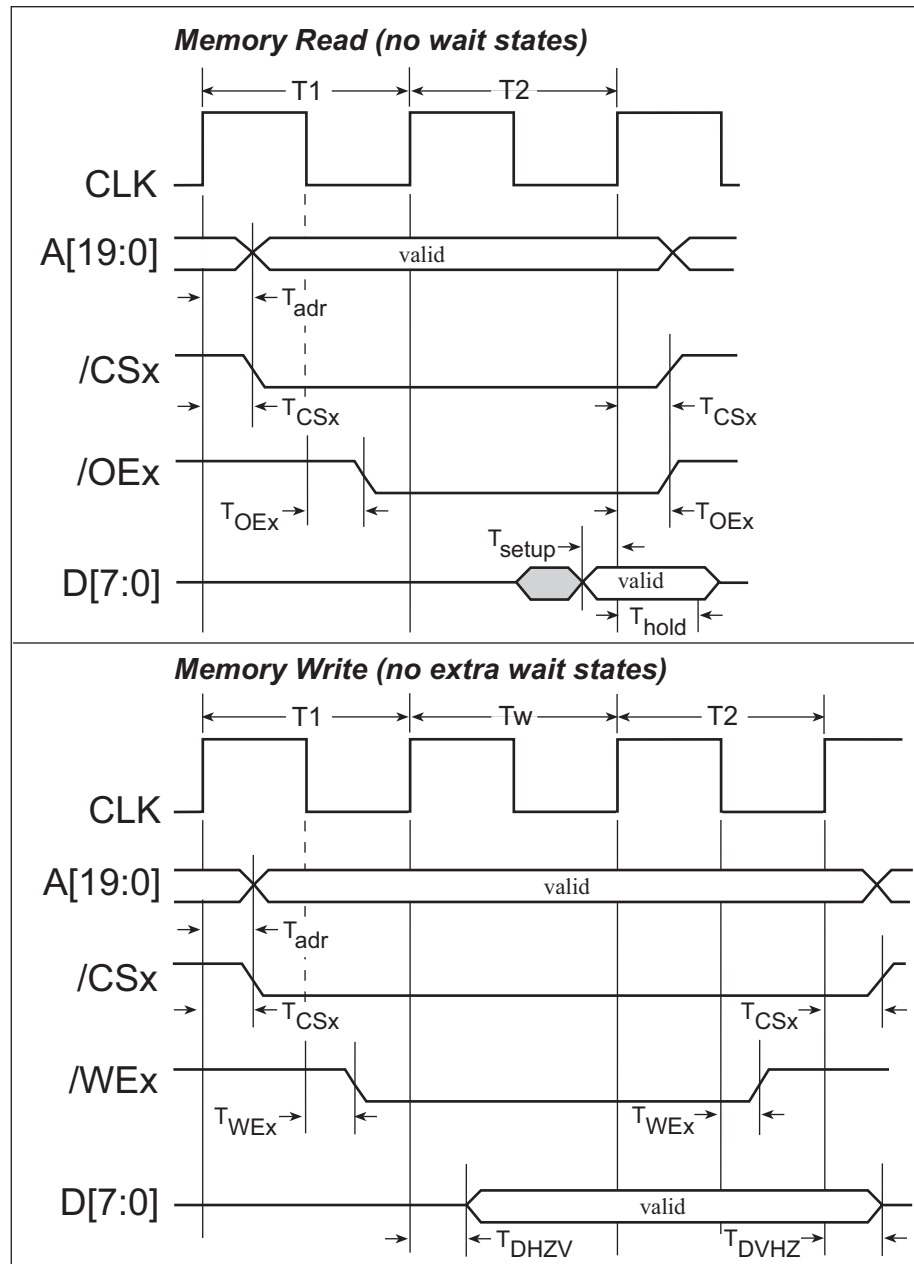 Memory Read (no wait states)
T1 T2
CLK
A[19:0] valid
Tadr
/CSx
TCSx TCSx
/OEx
TOEx TOEx
Tsetup
D[7:0] valid
Thold
Memory Write (no extra wait states)
T1 Tw T2
CLK
A[19:0] valid
Tadr
/CSx
TCSx TCSx
/WEx
TWEx TWEx
D[7:0] valid
TDHZV TDVHZ